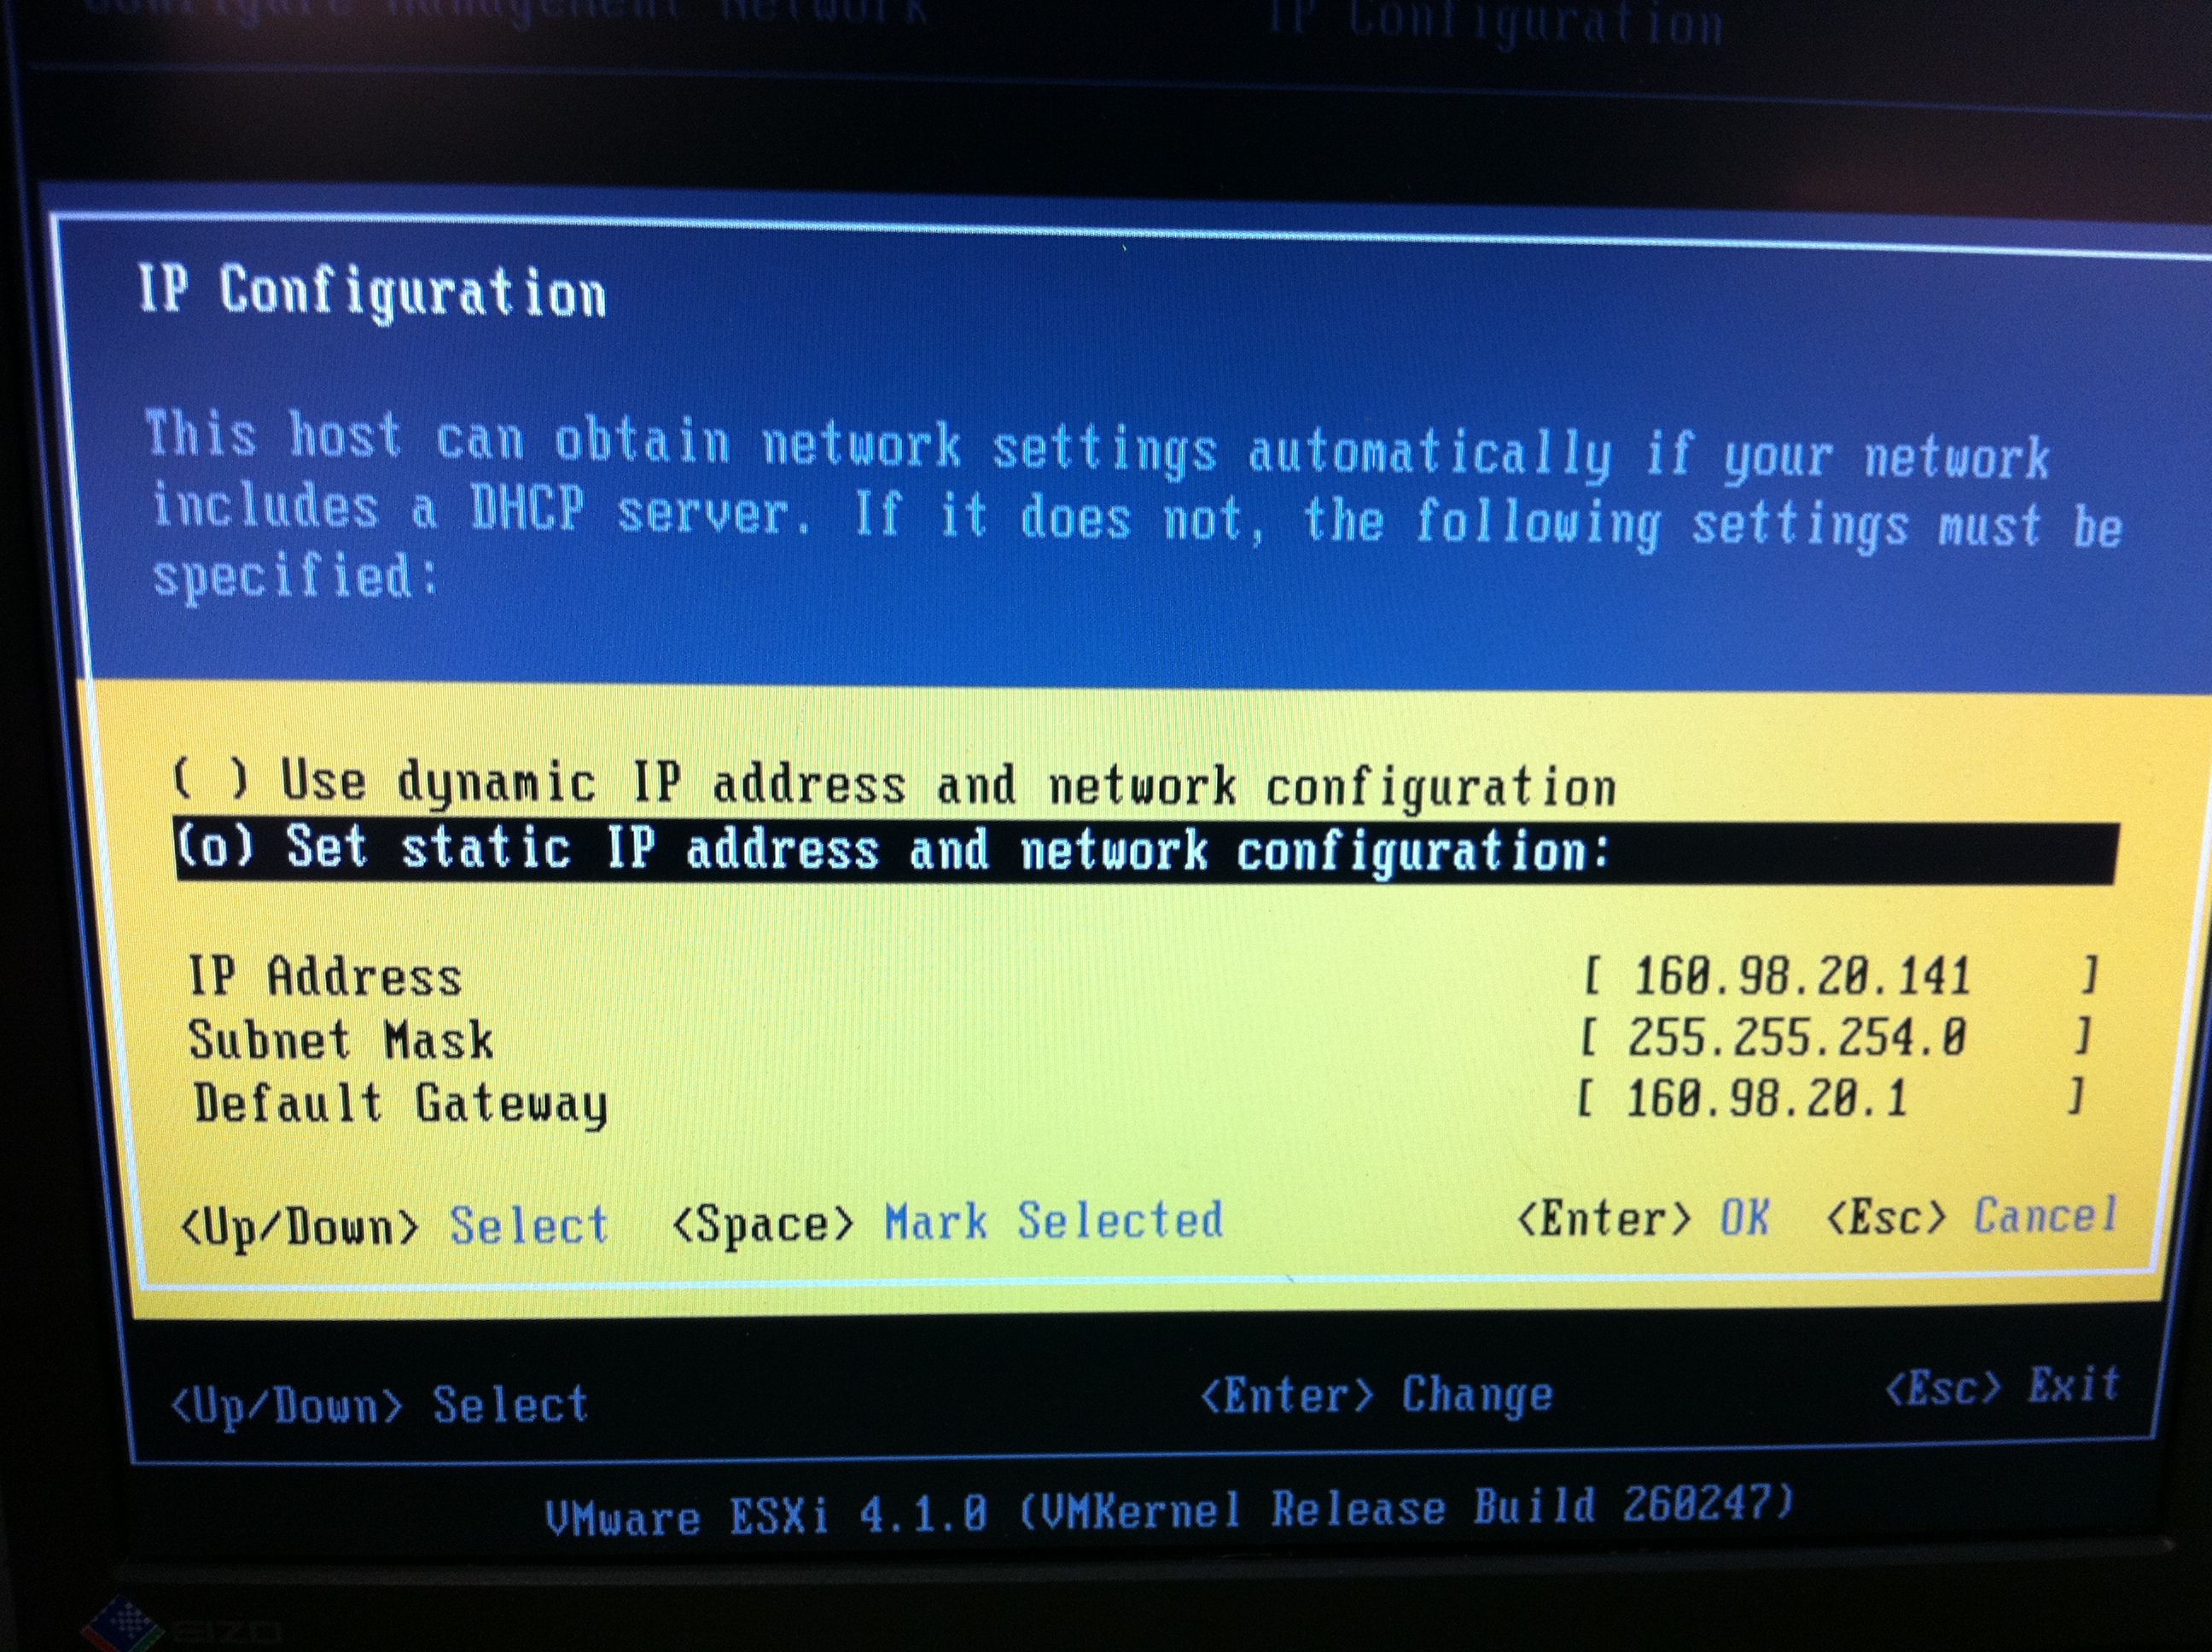 Configure Management Network IP Configuration
IP Configuration
This host can obtain network settings automatically if your network
includes a DHCP server. If it does not, the following settings must be
specified:
( ) Use dynamic IP address and network configuration
(o) Set static IP address and network configuration:
IP Address [ 160.98.20.141 ]
Subnet Mask [ 255.255.254.0 ]
Default Gateway [ 160.98.20.1 ]
<Up/Down> Select <Space> Mark Selected <Enter> OK <Esc> Cancel
<Up/Down> Select <Enter> Change <Esc> Exit
VMware ESXi 4.1.0 (VMKernel Release Build 260247)
EIZO